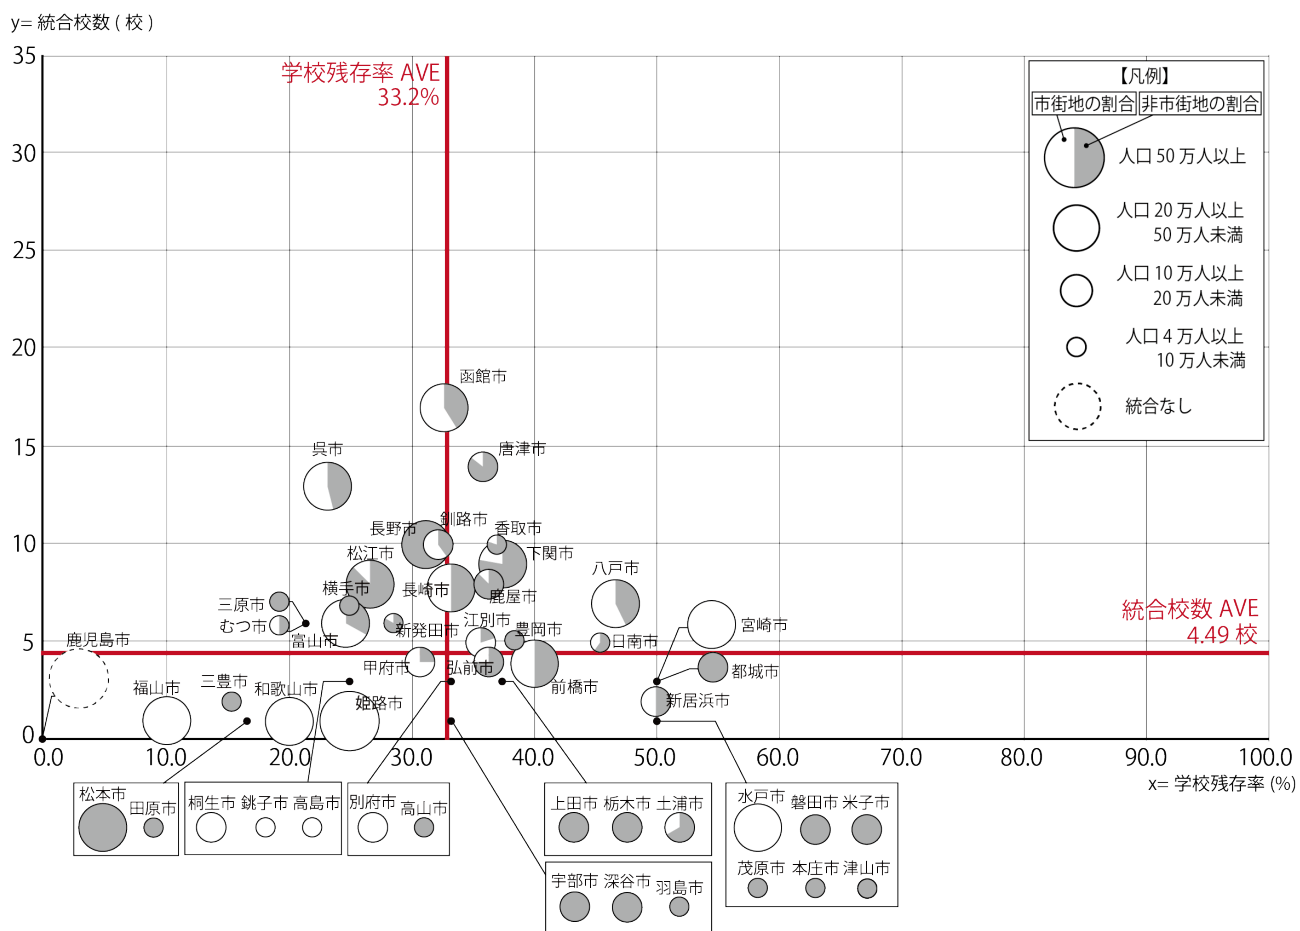 y= 統合校数 ( 校 )
35
30
25
20
15
10
5
0
学校残存率 AVE
33.2%
【凡例】
市街地の割合 非市街地の割合
人口 50 万人以上
人口 20 万人以上
50 万人未満
人口 10 万人以上
20 万人未満
人口 4 万人以上
10 万人未満
統合なし
函館市
呉市
唐津市
長野市
釧路市
香取市
松江市
下関市
横手市
長崎市
鹿屋市
八戸市
三原市
むつ市
富山市
新発田市
江別市
豊岡市
日南市
宮崎市
統合校数 AVE
4.49 校
鹿児島市
甲府市
弘前市
前橋市
都城市
福山市
三豊市
和歌山市
姫路市
新居浜市
0.0 10.0 20.0 30.0 40.0 50.0 60.0 70.0 80.0 90.0 100.0
x= 学校残存率 (%)
松本市
田原市
桐生市 銚子市 高島市
別府市
高山市
上田市 栃木市 土浦市
宇部市 深谷市 羽島市
水戸市 磐田市 米子市
茂原市 本庄市 津山市